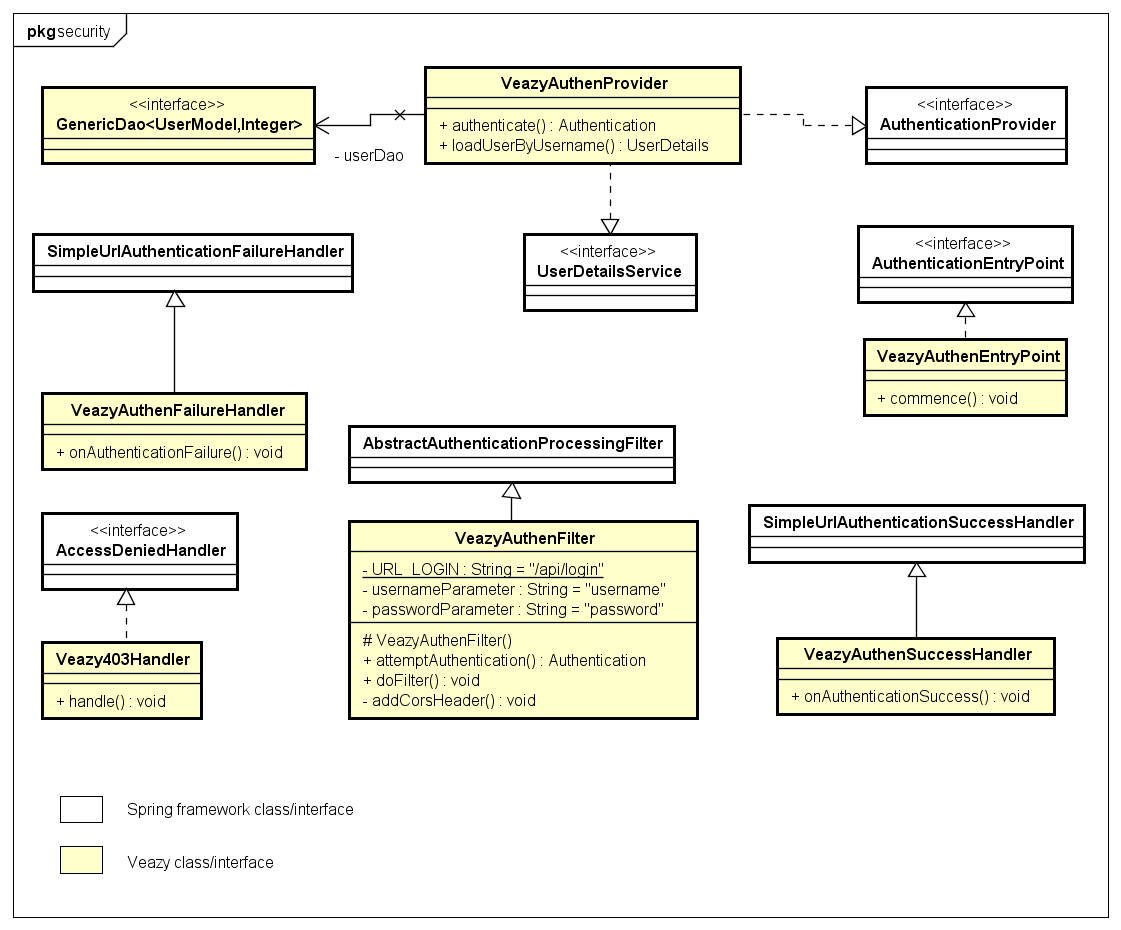 pkg security
VeazyAuthenProvider
+ authenticate() : Authentication
+ loadUserByUsername() : UserDetails
<<interface>>
GenericDao<UserModel,Integer>
- userDao
<<interface>>
AuthenticationProvider
SimpleUrlAuthenticationFailureHandler
<<interface>>
UserDetailsService
<<interface>>
AuthenticationEntryPoint
VeazyAuthenEntryPoint
+ commence() : void
VeazyAuthenFailureHandler
+ onAuthenticationFailure() : void
AbstractAuthenticationProcessingFilter
<<interface>>
AccessDeniedHandler
VeazyAuthenFilter
- URL_LOGIN : String = "/api/login"
- usernameParameter : String = "username"
- passwordParameter : String = "password"
# VeazyAuthenFilter()
+ attemptAuthentication() : Authentication
+ doFilter() : void
- addCorsHeader() : void
SimpleUrlAuthenticationSuccessHandler
Veazy403Handler
+ handle() : void
VeazyAuthenSuccessHandler
+ onAuthenticationSuccess() : void
Spring framework class/interface
Veazy class/interface